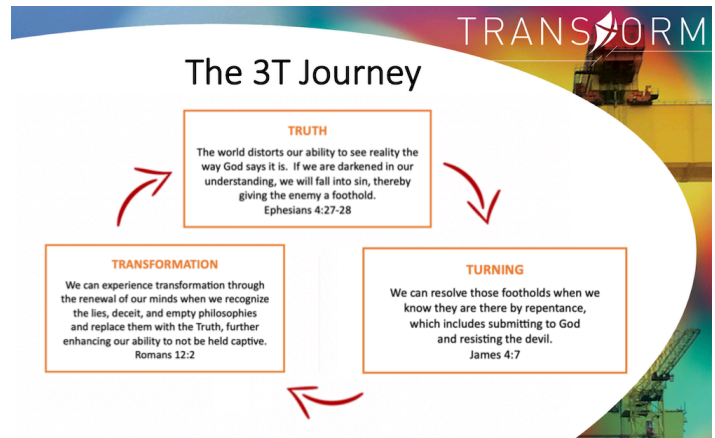 TRANSFORM
The 3T Journey
TRUTH
The world distorts our ability to see reality the
way God says it is. If we are darkened in our
understanding, we will fall into sin, thereby
giving the enemy a foothold.
Ephesians 4:27-28
TRANSFORMATION
We can experience transformation through
the renewal of our minds when we recognize
the lies, deceit, and empty philosophies
and replace them with the Truth, further
enhancing our ability to not be held captive.
Romans 12:2
TURNING
We can resolve those footholds when we
know they are there by repentance,
which includes submitting to God
and resisting the devil.
James 4:7